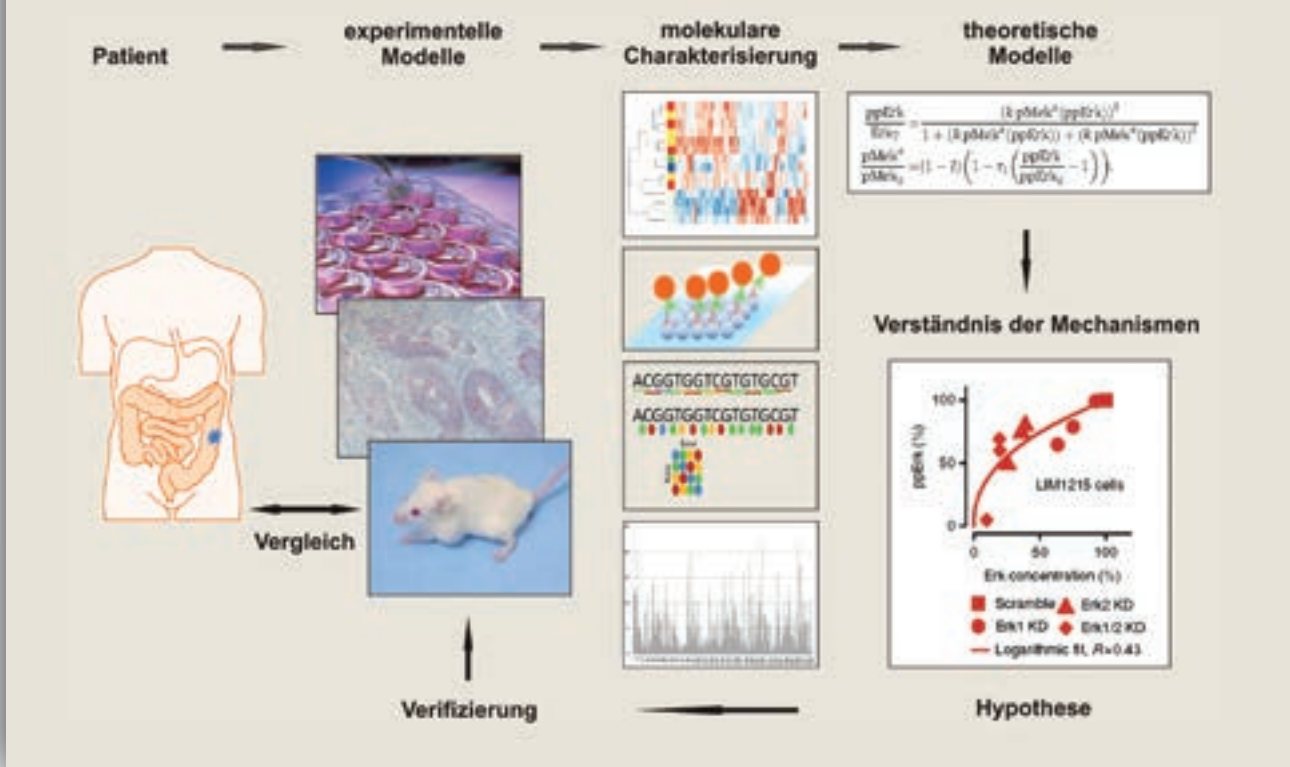 Patient
experimentelle
Modelle
molekulare
Charakterisierung
theoretische
Modelle
Verständnis der Mechanismen
ACGGTGGTCGTGTGCGT
ACGGTGGTCGTGTGCGT
ppErk (%)
100
50
0
LIM1215 cells
0 50 100
Erk concentration (%)
Scramble Erk2 KD
Erk1 KD Erk1/2 KD
Logarithmic fit, R=0.43
Vergleich
Verifizierung
Hypothese